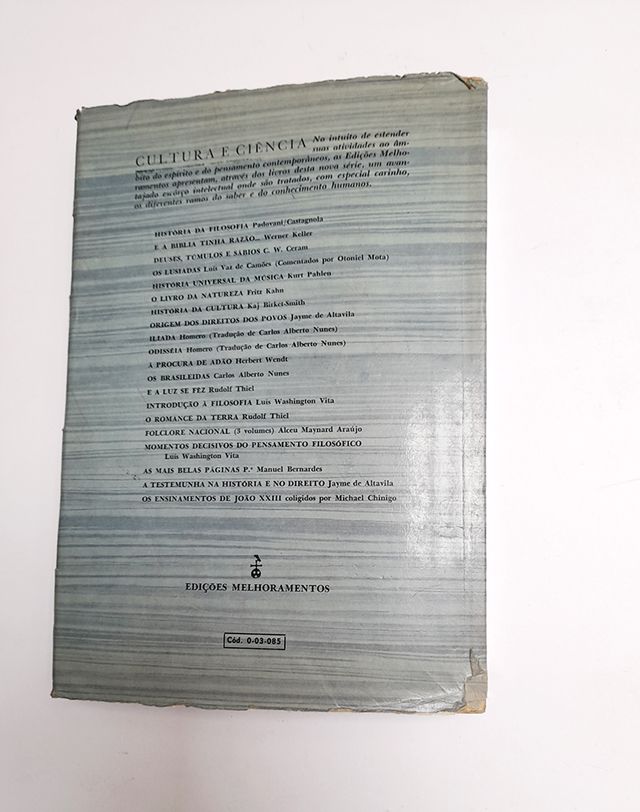 CULTURA E CIÊNCIA No intuito de estender
suas atividades ao âm-
bito do espírito e do pensamento contemporâneos, as Edições Melho-
ramentos apresentam, através dos livros desta nova série, um avan-
tajado escôrço intelectual onde são tratados, com especial carinho,
os diferentes ramos do saber e do conhecimento humanos.
HISTÓRIA DA FILOSOFIA Padovani/Castagnola
E A BÍBLIA TINHA RAZÃO... Werner Keller
DEUSES, TÚMULOS E SÁBIOS C. W. Ceram
OS LUSÍADAS Luís Vaz de Camões (Comentados por Otoniel Mota)
HISTÓRIA UNIVERSAL DA MÚSICA Kurt Pahlen
O LIVRO DA NATUREZA Fritz Kahn
HISTÓRIA DA CULTURA Kaj Birket-Smith
ORIGEM DOS DIREITOS DOS POVOS Jayme de Altavila
ILÍADA Homero (Tradução de Carlos Alberto Nunes)
ODISSÉIA Homero (Tradução de Carlos Alberto Nunes)
À PROCURA DE ADÃO Herbert Wendt
OS BRASILEIDAS Carlos Alberto Nunes
E A LUZ SE FÊZ Rudolf Thiel
INTRODUÇÃO À FILOSOFIA Luís Washington Vita
O ROMANCE DA TERRA Rudolf Thiel
FOLCLORE NACIONAL (3 volumes) Alceu Maynard Araújo
MOMENTOS DECISIVOS DO PENSAMENTO FILOSÓFICO
Luís Washington Vita
AS MAIS BELAS PÁGINAS P.e Manuel Bernardes
A TESTEMUNHA NA HISTÓRIA E NO DIREITO Jayme de Altavila
OS ENSINAMENTOS DE JOÃO XXIII coligidos por Michael Chinigo
EDIÇÕES MELHORAMENTOS
Cód. 0-03-085